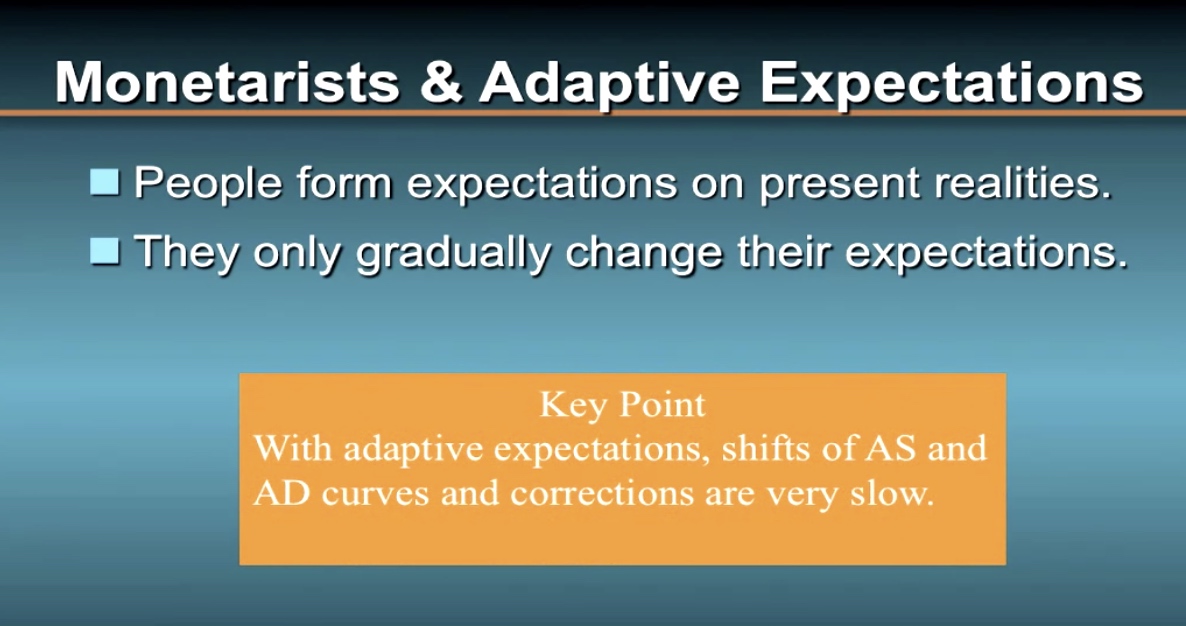 Monetarists & Adaptive Expectations
People form expectations on present realities.
They only gradually change their expectations.
Key Point
With adaptive expectations, shifts of AS and
AD curves and corrections are very slow.